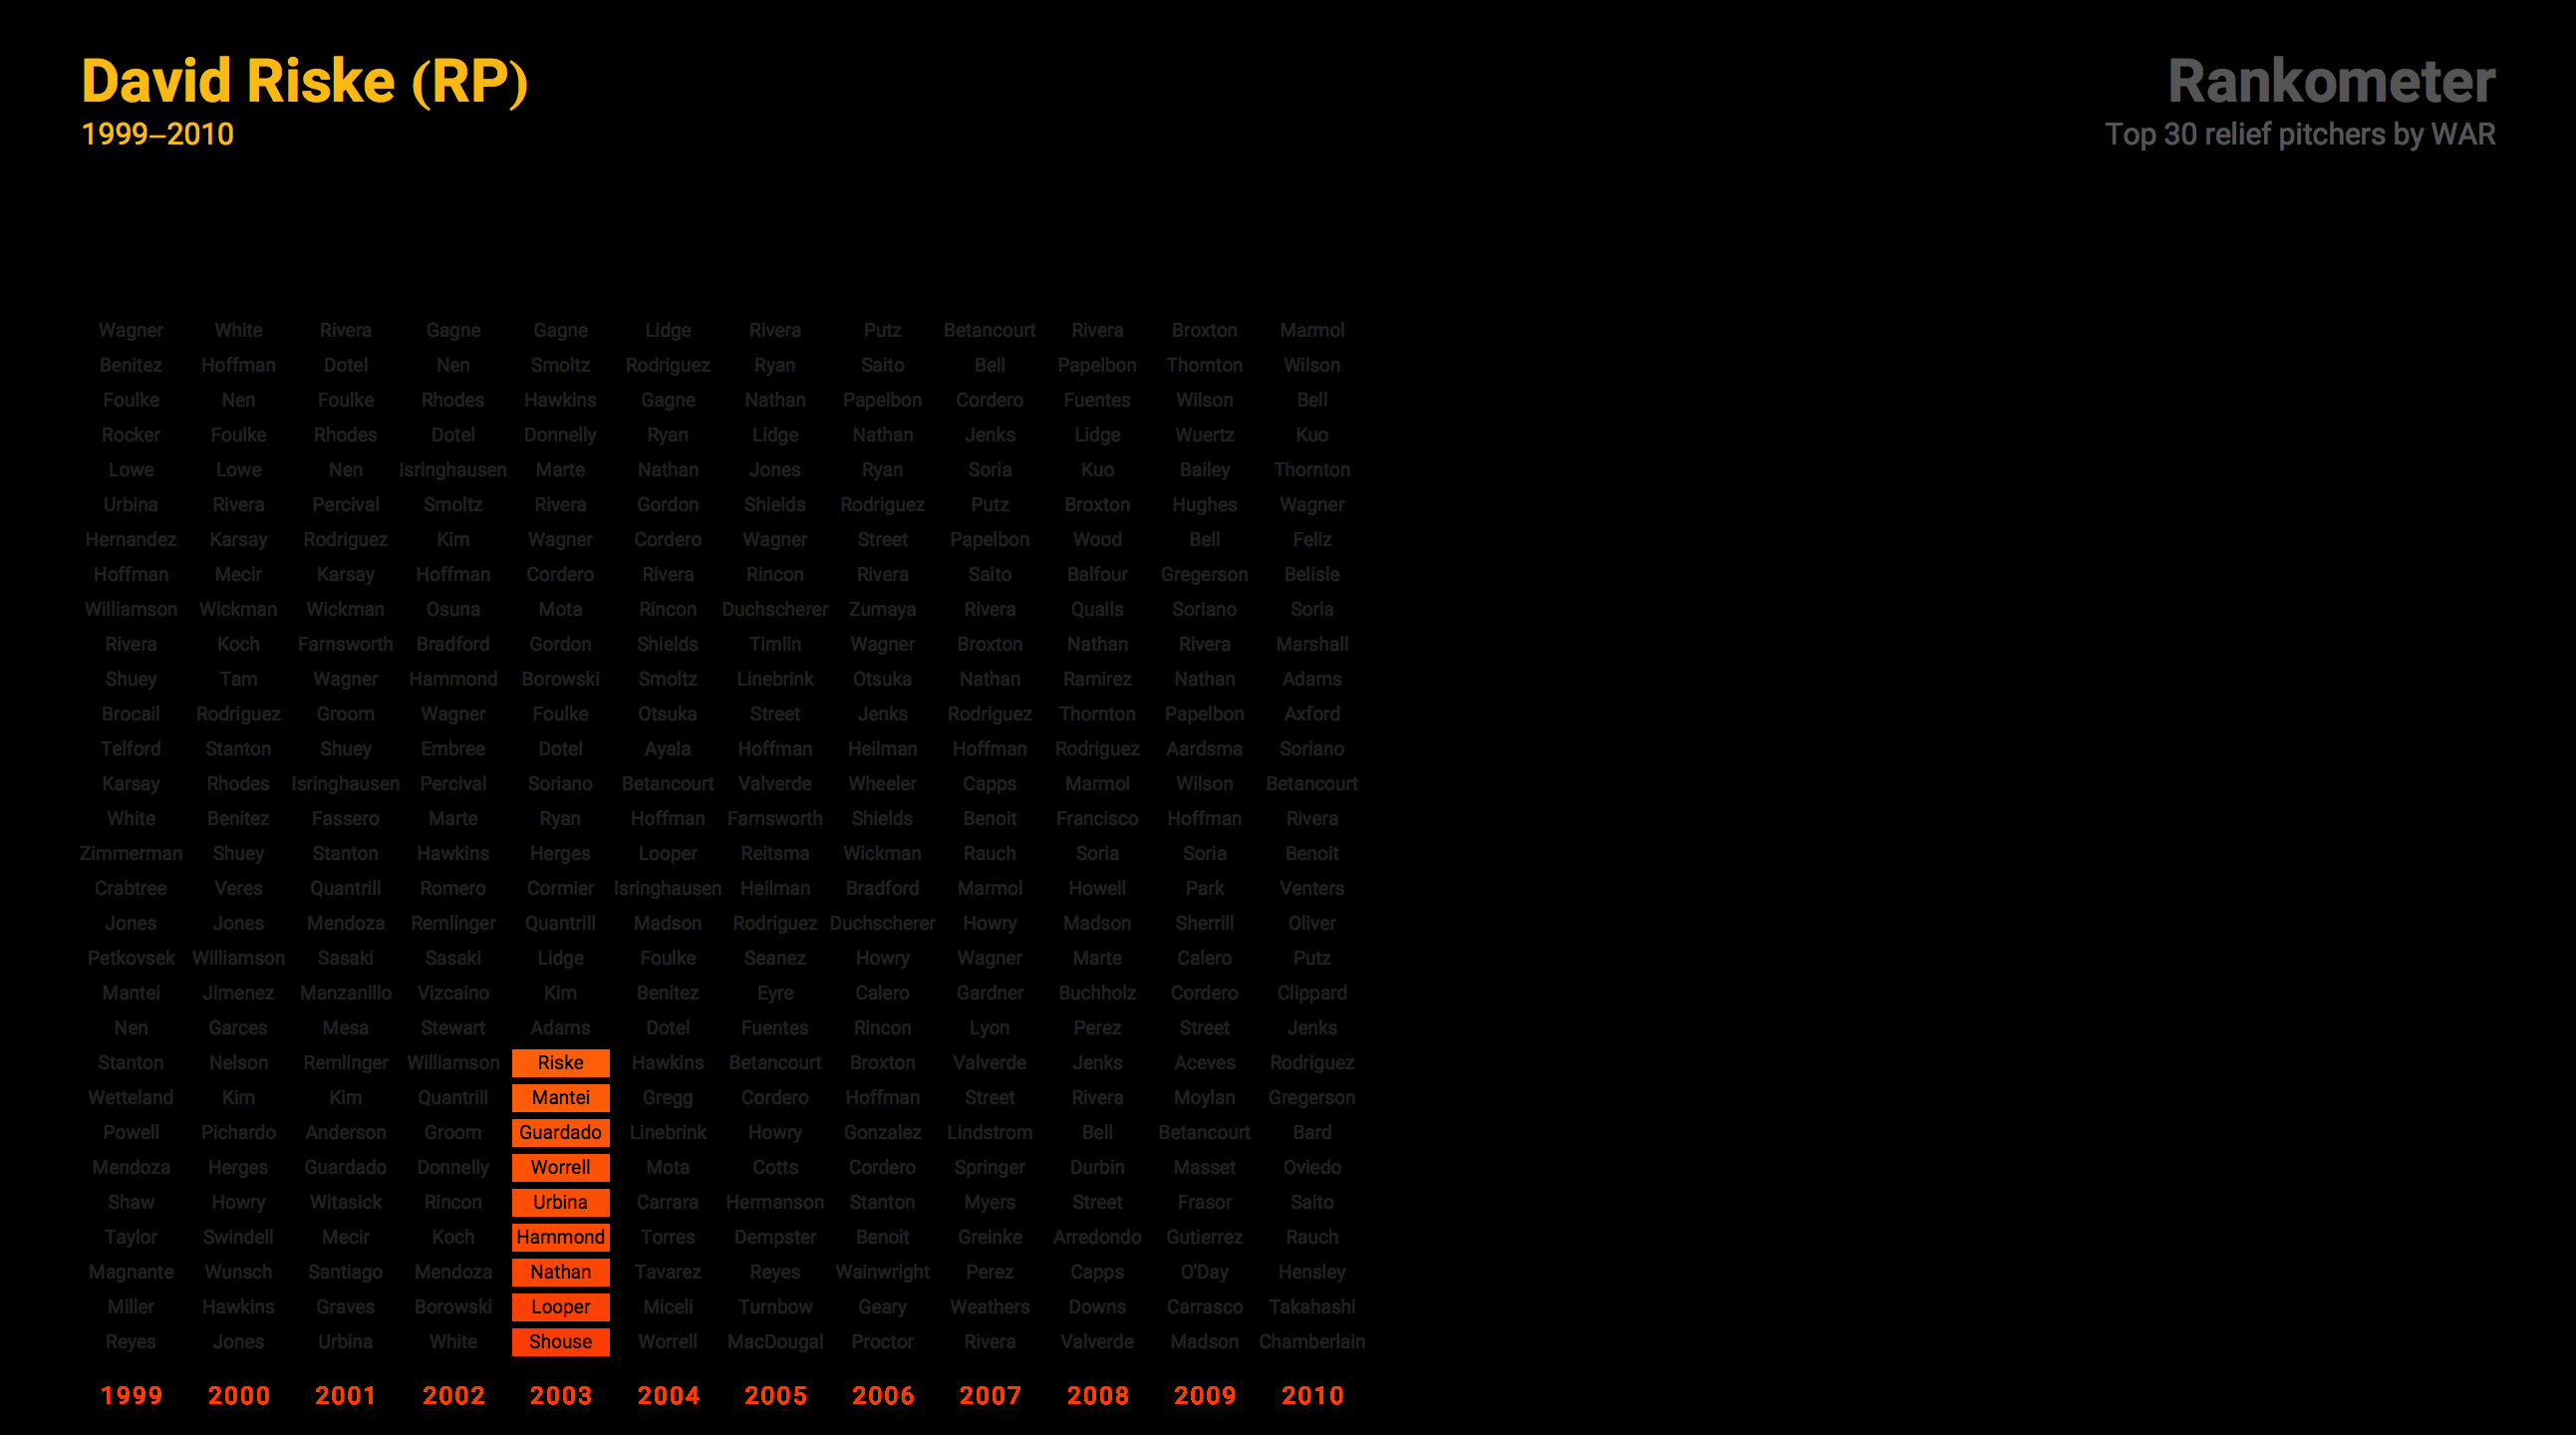 David Riske (RP)
1999–2010
Rankometer
Top 30 relief pitchers by WAR
Wagner White Rivera Gagne Gagne Lidge Rivera Putz Betancourt Rivera Broxton Marmol
Benitez Hoffman Dotel Nen Smoltz Rodriguez Ryan Saito Bell Papelbon Thornton Wilson
Foulke Nen Foulke Rhodes Hawkins Gagne Nathan Papelbon Cordero Fuentes Wilson Bell
Rocker Foulke Rhodes Dotel Donnelly Ryan Lidge Nathan Jenks Lidge Wuertz Kuo
Lowe Lowe Nen Isringhausen Marte Nathan Jones Ryan Soria Kuo Bailey Thornton
Urbina Rivera Percival Smoltz Rivera Gordon Shields Rodriguez Putz Broxton Hughes Wagner
Hernandez Karsay Rodriguez Kim Wagner Cordero Wagner Street Papelbon Wood Bell Feliz
Hoffman Mecir Karsay Hoffman Cordero Rivera Rincon Rivera Saito Balfour Gregerson Belisle
Williamson Wickman Wickman Osuna Mota Rincon Duchscherer Zumaya Rivera Qualls Soriano Soria
Rivera Koch Farnsworth Bradford Gordon Shields Timlin Wagner Broxton Nathan Rivera Marshall
Shuey Tam Wagner Hammond Borowski Smoltz Linebrink Otsuka Nathan Ramirez Nathan Adams
Brocail Rodriguez Groom Wagner Foulke Otsuka Street Jenks Rodriguez Thornton Papelbon Axford
Telford Stanton Shuey Embree Dotel Ayala Hoffman Heilman Hoffman Rodriguez Aardsma Soriano
Karsay Rhodes Isringhausen Percival Soriano Betancourt Valverde Wheeler Capps Marmol Wilson Betancourt
White Benitez Fassero Marte Ryan Hoffman Farnsworth Shields Benoit Francisco Hoffman Rivera
Zimmerman Shuey Stanton Hawkins Herges Looper Reitsma Wickman Rauch Soria Soria Benoit
Crabtree Veres Quantrill Romero Cormier Isringhausen Heilman Bradford Marmol Howell Park Venters
Jones Jones Mendoza Remlinger Quantrill Madson Rodriguez Duchscherer Howry Madson Sherrill Oliver
Petkovsek Williamson Sasaki Sasaki Lidge Foulke Seanez Howry Wagner Marte Calero Putz
Mantei Jimenez Manzanillo Vizcaino Kim Benitez Eyre Calero Gardner Buchholz Cordero Clippard
Nen Garces Mesa Stewart Adams Dotel Fuentes Rincon Lyon Perez Street Jenks
Stanton Nelson Remlinger Williamson Riske Hawkins Betancourt Broxton Valverde Jenks Aceves Rodriguez
Wetteland Kim Kim Quantrill Mantei Gregg Cordero Hoffman Street Rivera Moylan Gregerson
Powell Pichardo Anderson Groom Guardado Linebrink Howry Gonzalez Lindstrom Bell Betancourt Bard
Mendoza Herges Guardado Donnelly Worrell Mota Cotts Cordero Springer Durbin Masset Oviedo
Shaw Howry Witasick Rincon Urbina Carrara Hermanson Stanton Myers Street Frasor Saito
Taylor Swindell Mecir Koch Hammond Torres Dempster Benoit Greinke Arredondo Gutierrez Rauch
Magnante Wunsch Santiago Mendoza Nathan Tavarez Reyes Wainwright Perez Capps O'Day Hensley
Miller Hawkins Graves Borowski Looper Miceli Turnbow Geary Weathers Downs Carrasco Takahashi
Reyes Jones Urbina White Shouse Worrell MacDougal Proctor Rivera Valverde Madson Chamberlain
1999 2000 2001 2002 2003 2004 2005 2006 2007 2008 2009 2010